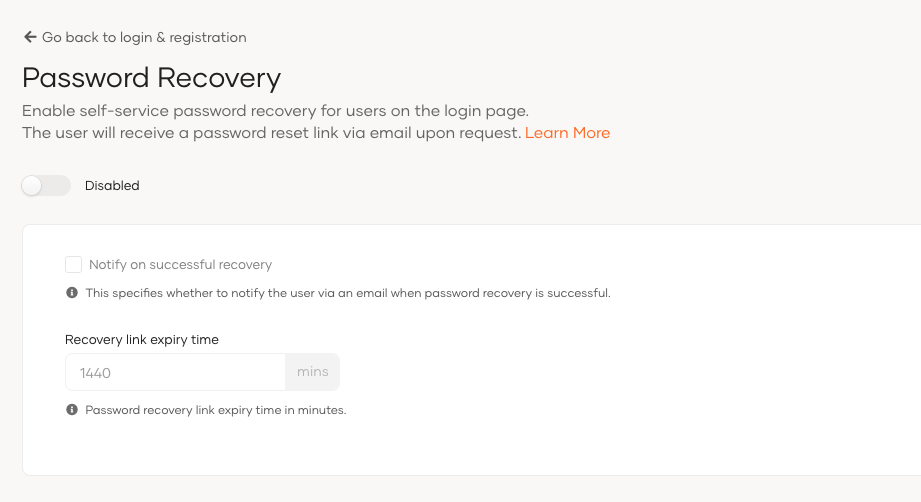 Go back to login & registration
Password Recovery
Enable self-service password recovery for users on the login page.
The user will receive a password reset link via email upon request. Learn More
Disabled
Notify on successful recovery
This specifies whether to notify the user via an email when password recovery is successful.
Recovery link expiry time
1440 mins
Password recovery link expiry time in minutes.